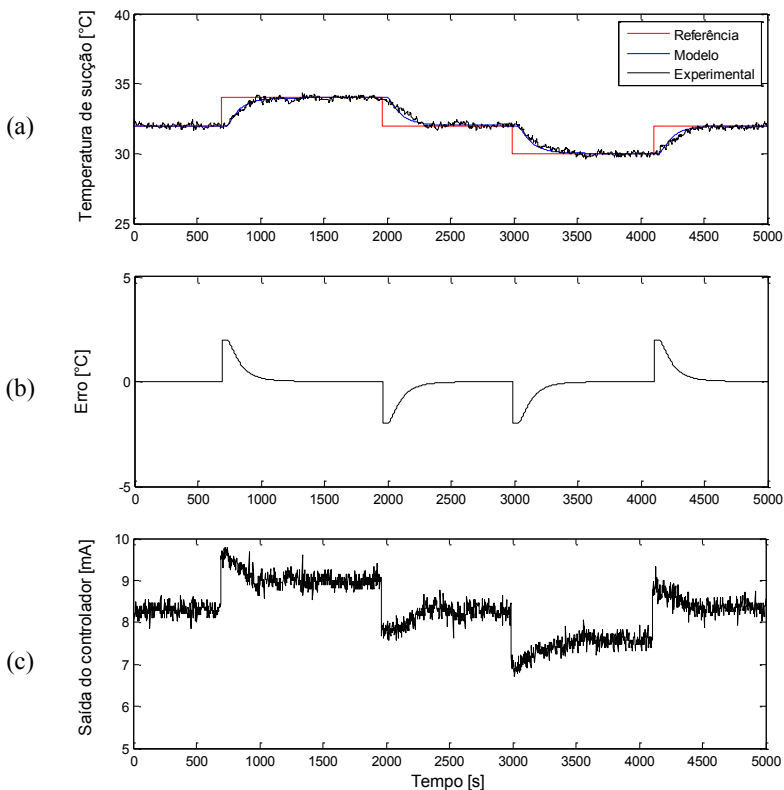 (a)
Temperatura de sucção [°C]
40
35
30
25
Referência
Modelo
Experimental
0 500 1000 1500 2000 2500 3000 3500 4000 4500 5000
(b)
Erro [°C]
5
0
-5
0 500 1000 1500 2000 2500 3000 3500 4000 4500 5000
(c)
Saída do controlador [mA]
10
9
8
7
6
5
0 500 1000 1500 2000 2500 3000 3500 4000 4500 5000
Tempo [s]